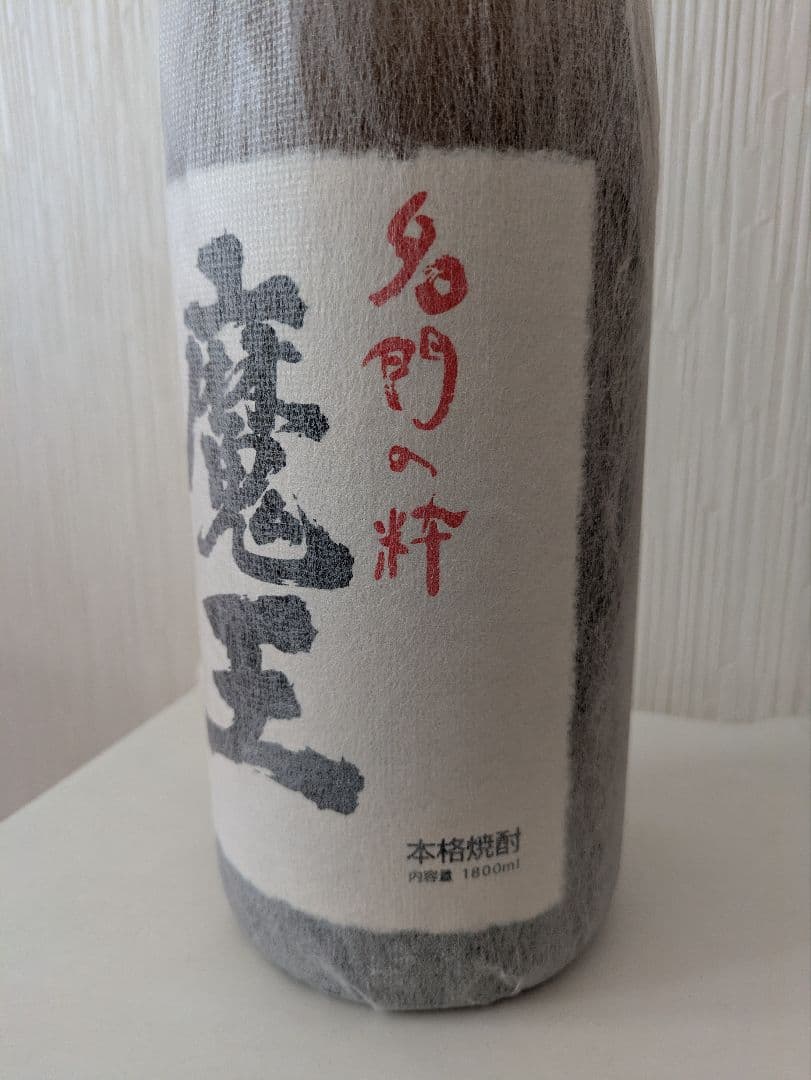 名門の粋
魔王
本格焼酎
内容量 1800ml